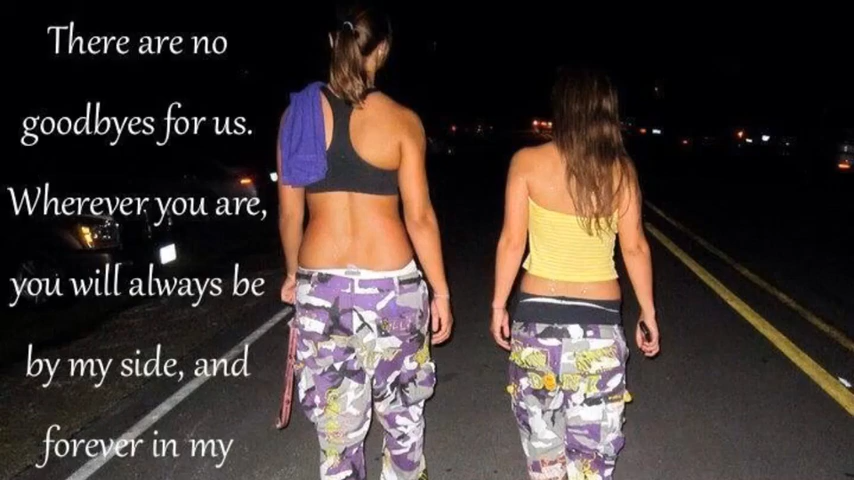 There are no
goodbyes for us.
Wherever you are,
you will always be
by my side, and
forever in my